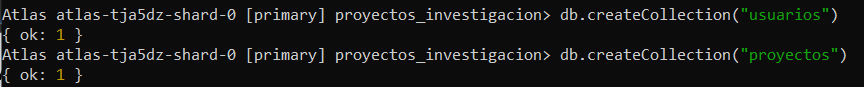 Atlas atlas-tja5dz-shard-0 [primary] proyectos_investigacion> db.createCollection("usuarios")
{ ok: 1 }
Atlas atlas-tja5dz-shard-0 [primary] proyectos_investigacion> db.createCollection("proyectos")
{ ok: 1 }